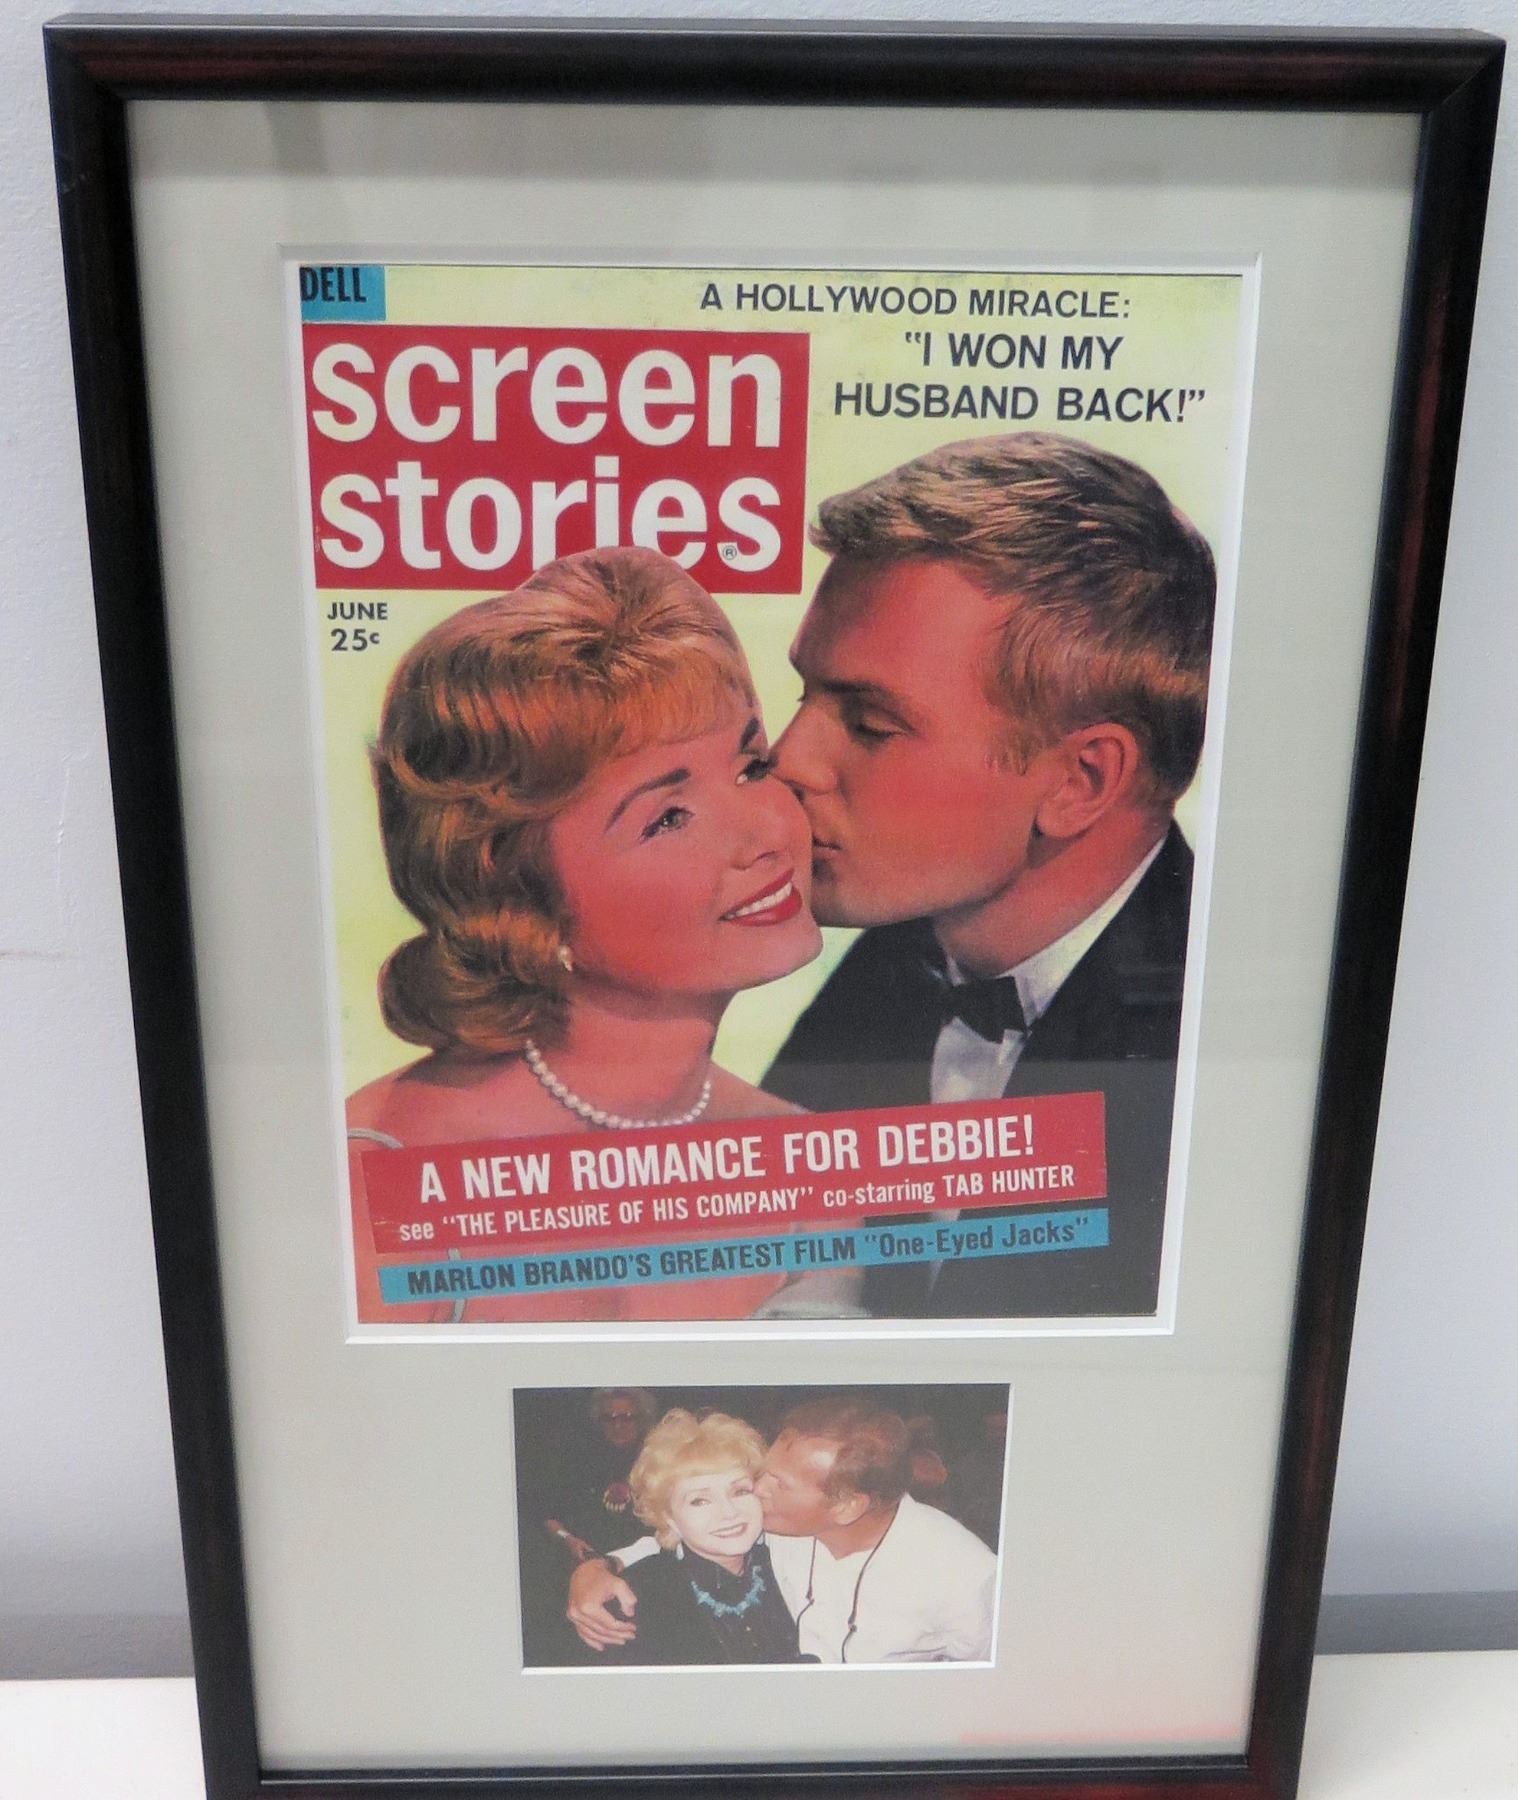 DELL
A HOLLYWOOD MIRACLE:
"I WON MY
HUSBAND BACK!"
screen
stories®
JUNE
25c
A NEW ROMANCE FOR DEBBIE!
see "THE PLEASURE OF HIS COMPANY" co-starring TAB HUNTER
MARLON BRANDO'S GREATEST FILM "One-Eyed Jacks"